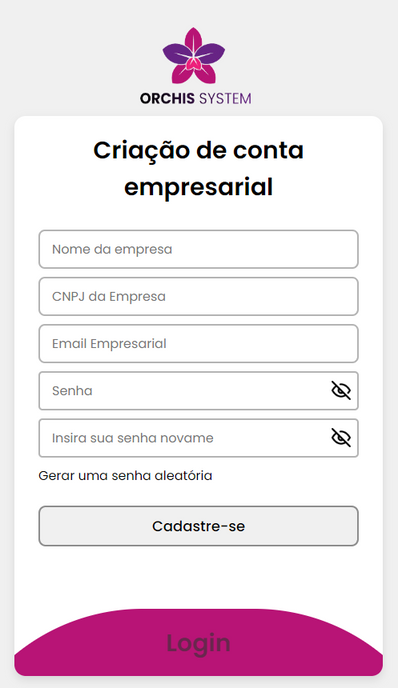 ORCHIS SYSTEM
Criação de conta
empresarial
Nome da empresa
CNPJ da Empresa
Email Empresarial
Senha
Insira sua senha novame
Gerar uma senha aleatória
Cadastre-se
Login